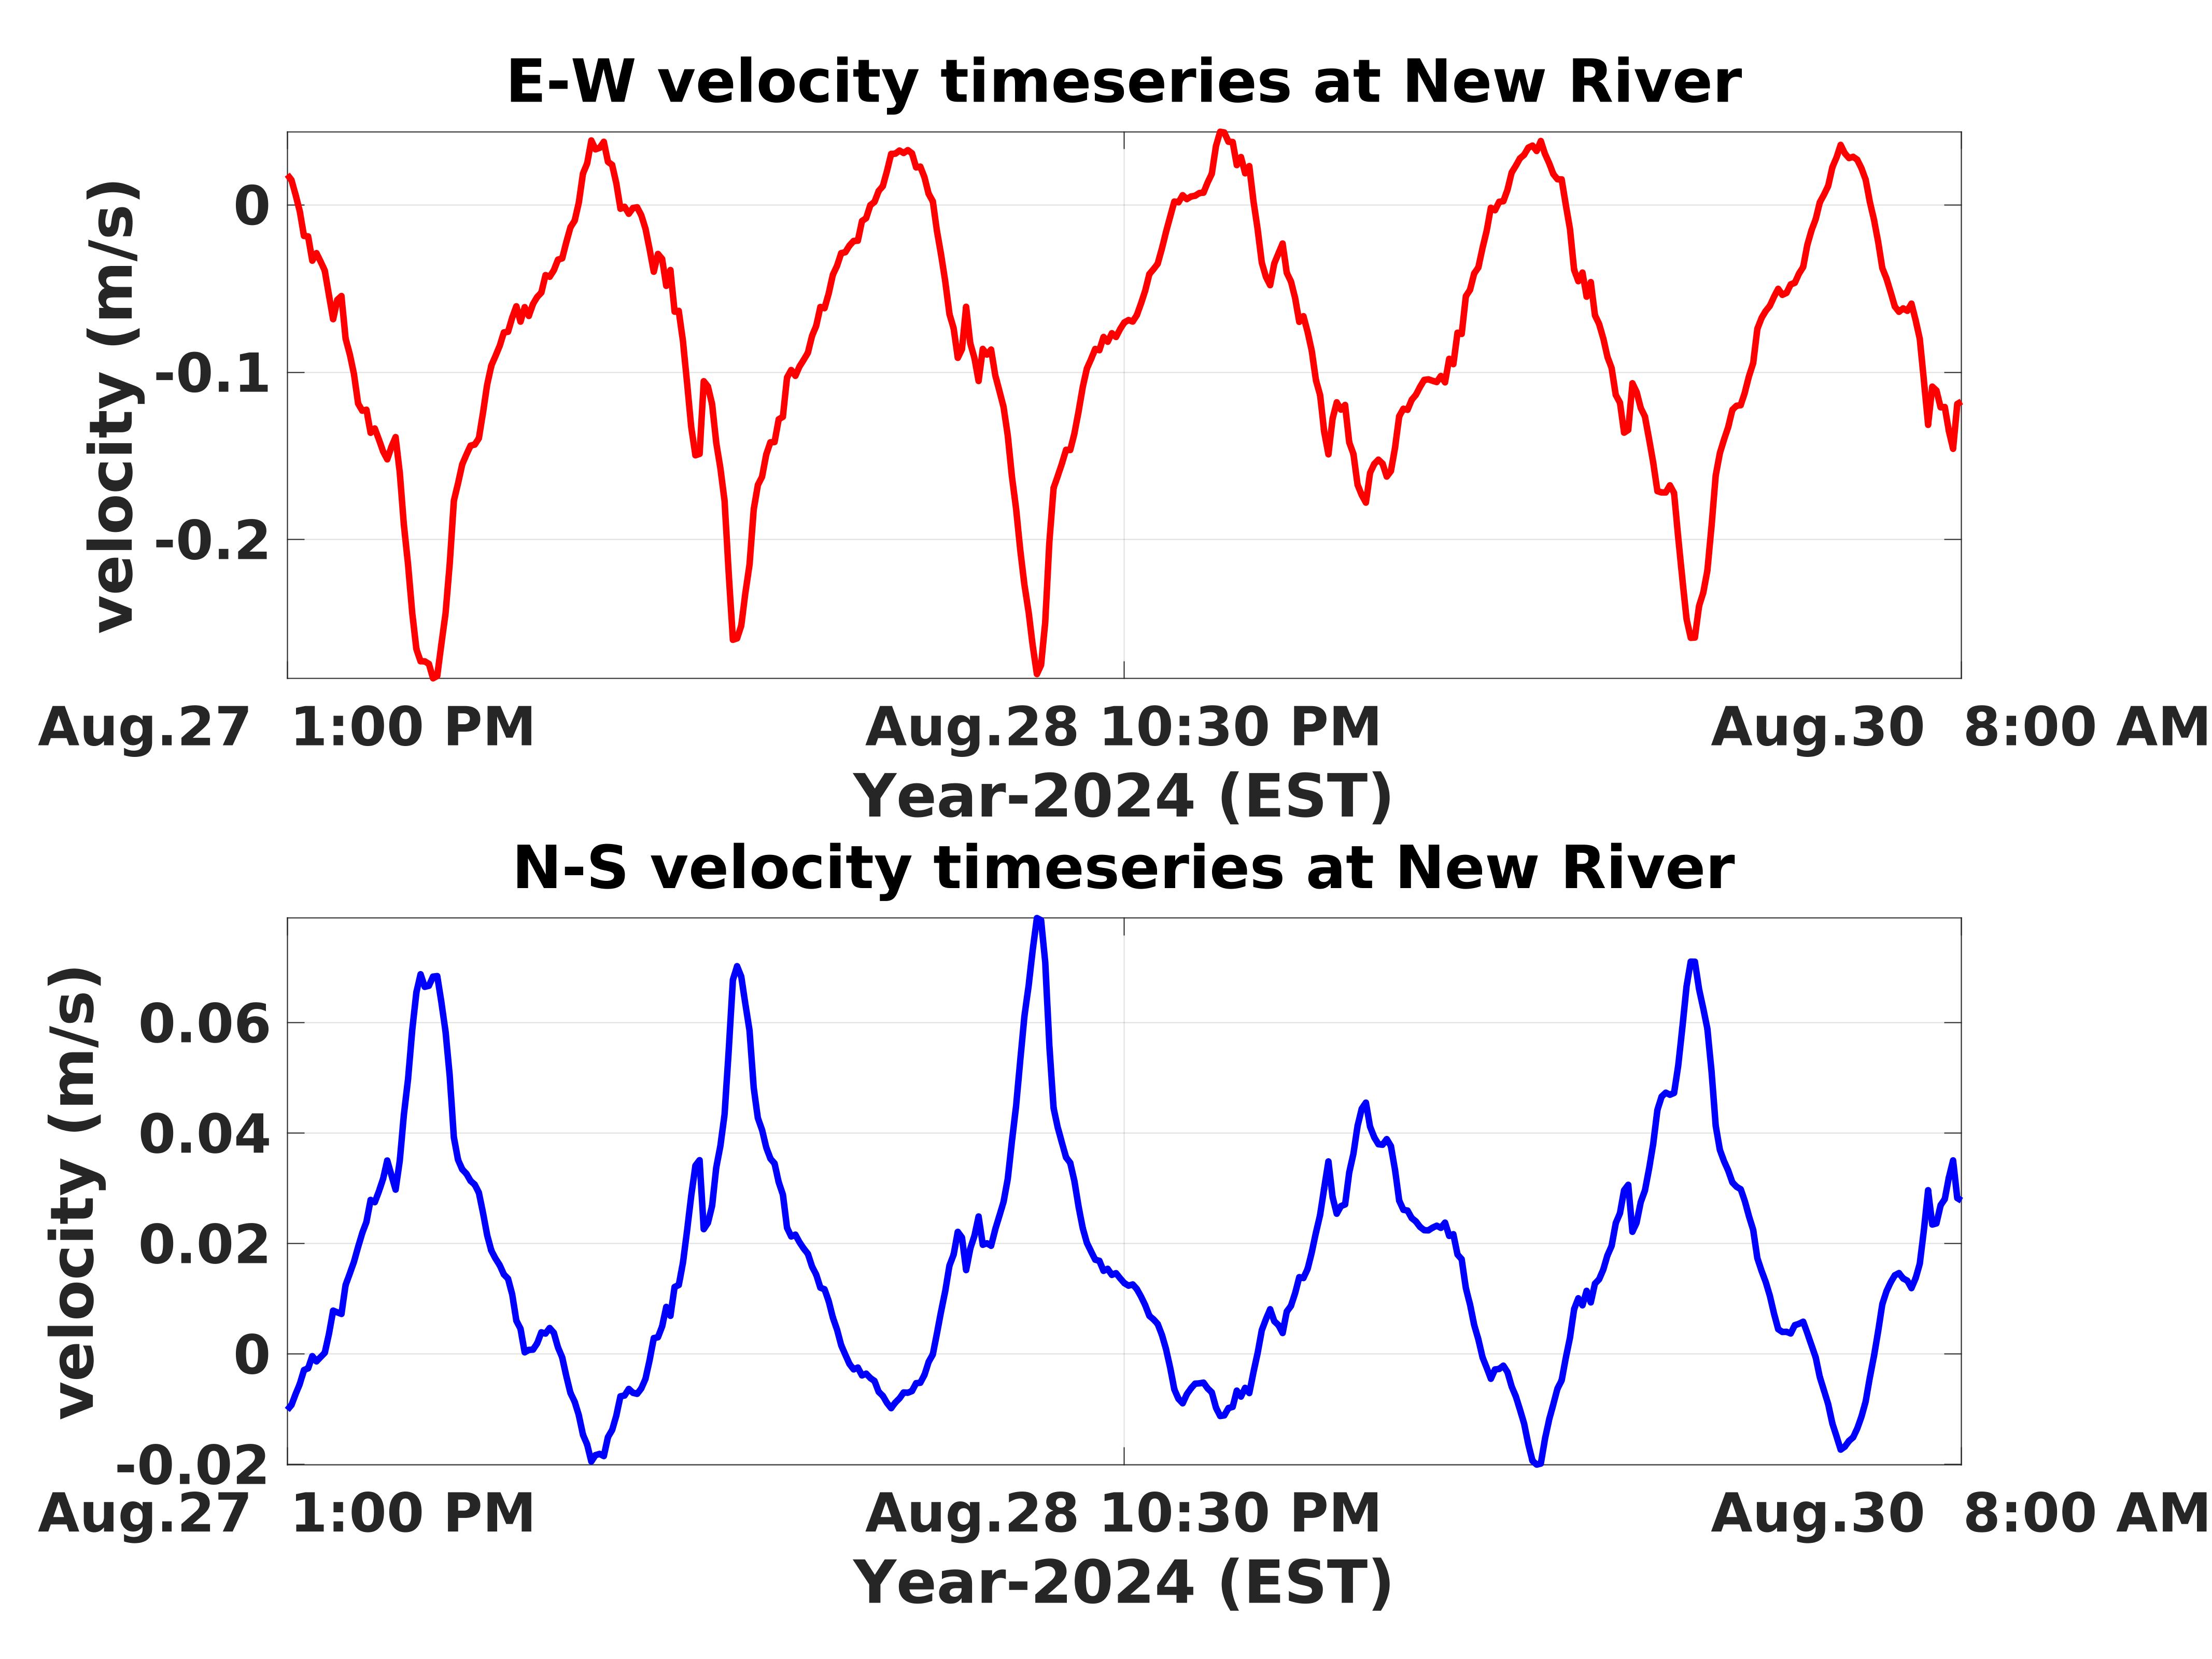 E-W velocity timeseries at New River
velocity (m/s)
0
-0.1
-0.2
Aug.27 1:00 PM
Aug.28 10:30 PM
Aug.30 8:00 AM
Year-2024 (EST)
N-S velocity timeseries at New River
velocity (m/s)
0.06
0.04
0.02
0
-0.02
Aug.27 1:00 PM
Aug.28 10:30 PM
Aug.30 8:00 AM
Year-2024 (EST)